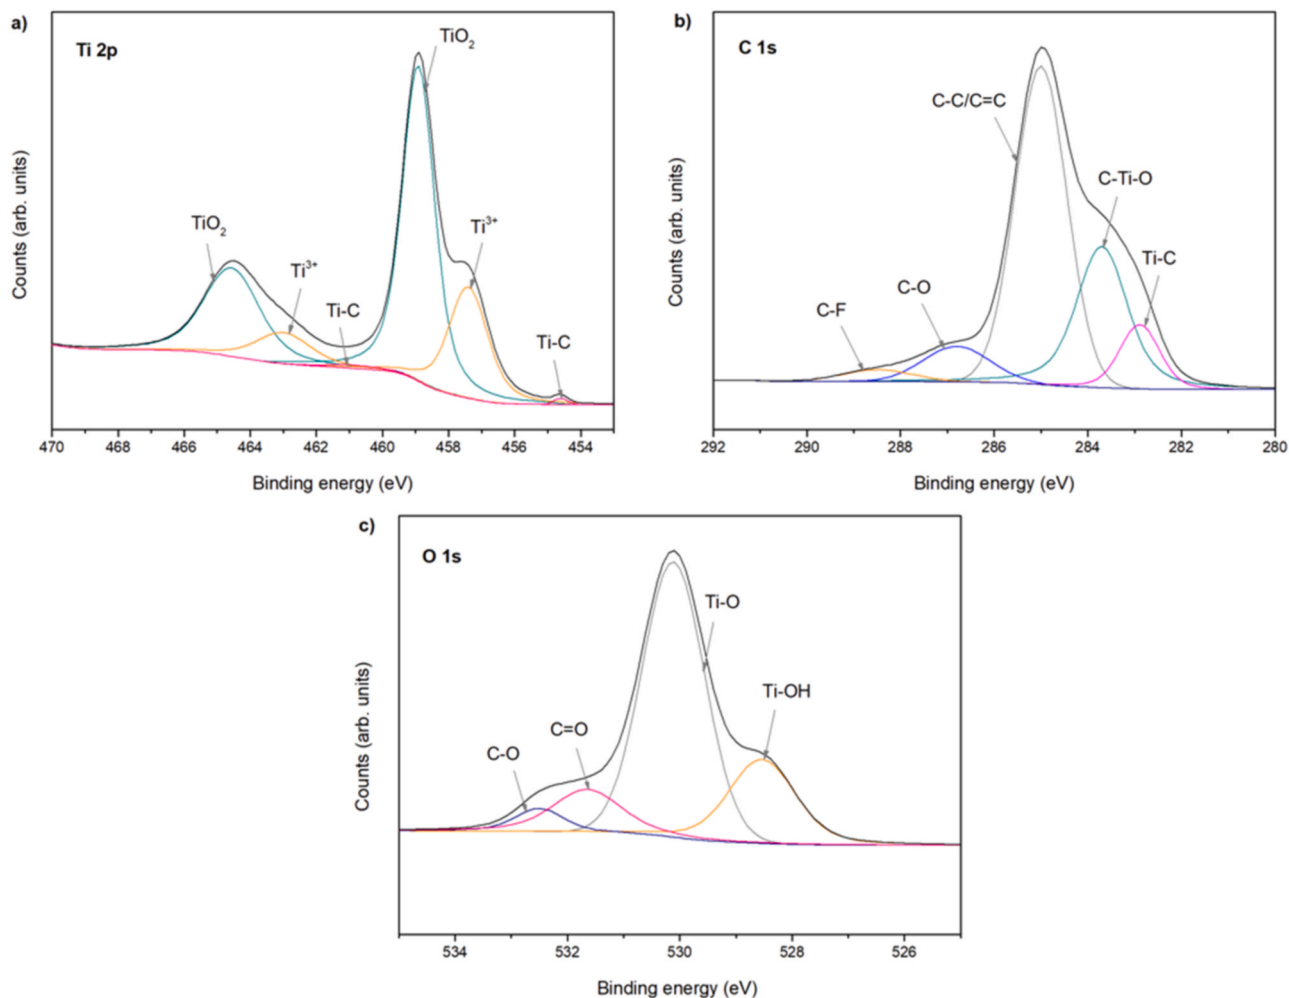 a)
Ti 2p
TiO₂
TiO₂
Ti³⁺
Ti-C
Ti³⁺
Ti-C
Counts (arb. units)
470 468 466 464 462 460 458 456 454
Binding energy (eV)
b)
C 1s
C-C/C=C
C-Ti-O
Ti-C
C-O
C-F
Counts (arb. units)
292 290 288 286 284 282 280
Binding energy (eV)
c)
O 1s
Ti-O
Ti-OH
C=O
C-O
Counts (arb. units)
534 532 530 528 526
Binding energy (eV)